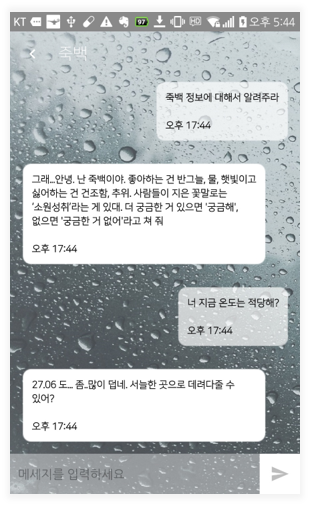 KT 97 HD 오후 5:44
죽백
죽백 정보에 대해서 알려주라
오후 17:44
그래...안녕. 난 죽백이야. 좋아하는 건 반그늘, 물, 햇빛이고
싫어하는 건 건조함, 추위. 사람들이 지은 꽃말로는
'소원성취'라는 게 있대. 더 궁금한 거 있으면 '궁금해',
없으면 '궁금한 거 없어'라고 쳐 줘
오후 17:44
너 지금 온도는 적당해?
오후 17:44
27.06 도... 좀..많이 덥네. 서늘한 곳으로 데려다줄 수
있어?
오후 17:44
메세지를 입력하세요